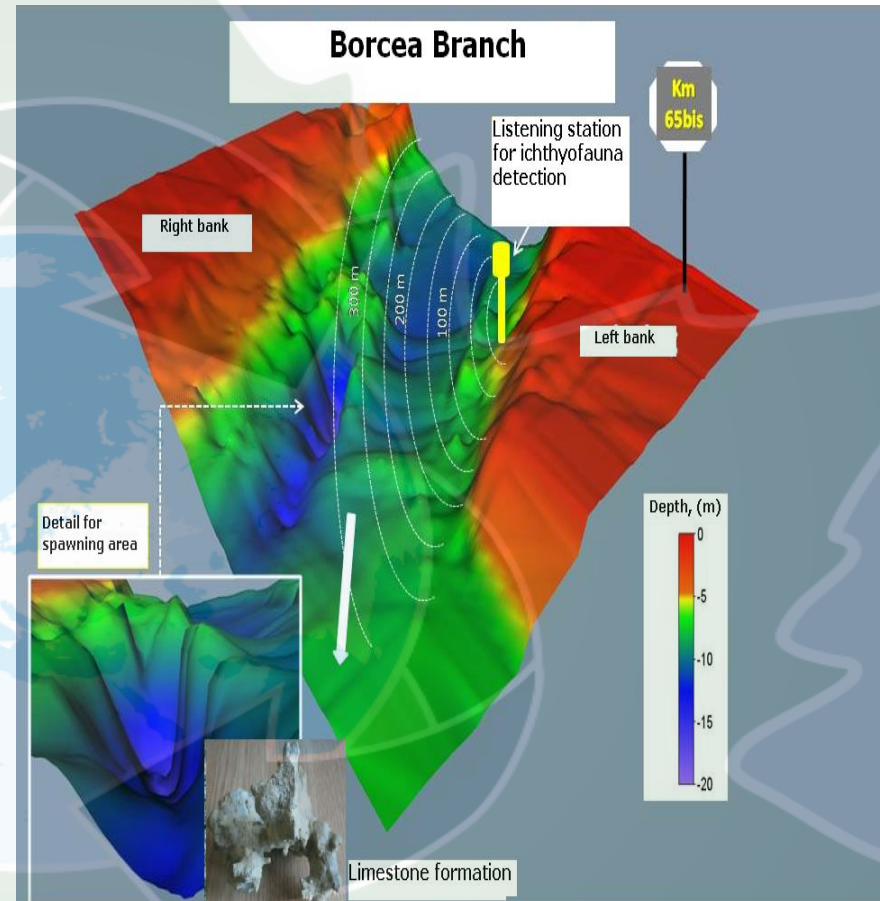 Borcea Branch
Km
65bis
Listening station
for ichthyofauna
detection
Right bank
300 m
200 m
100 m
Left bank
Detail for
spawning area
Depth, (m)
0
-5
-10
-15
-20
Limestone formation